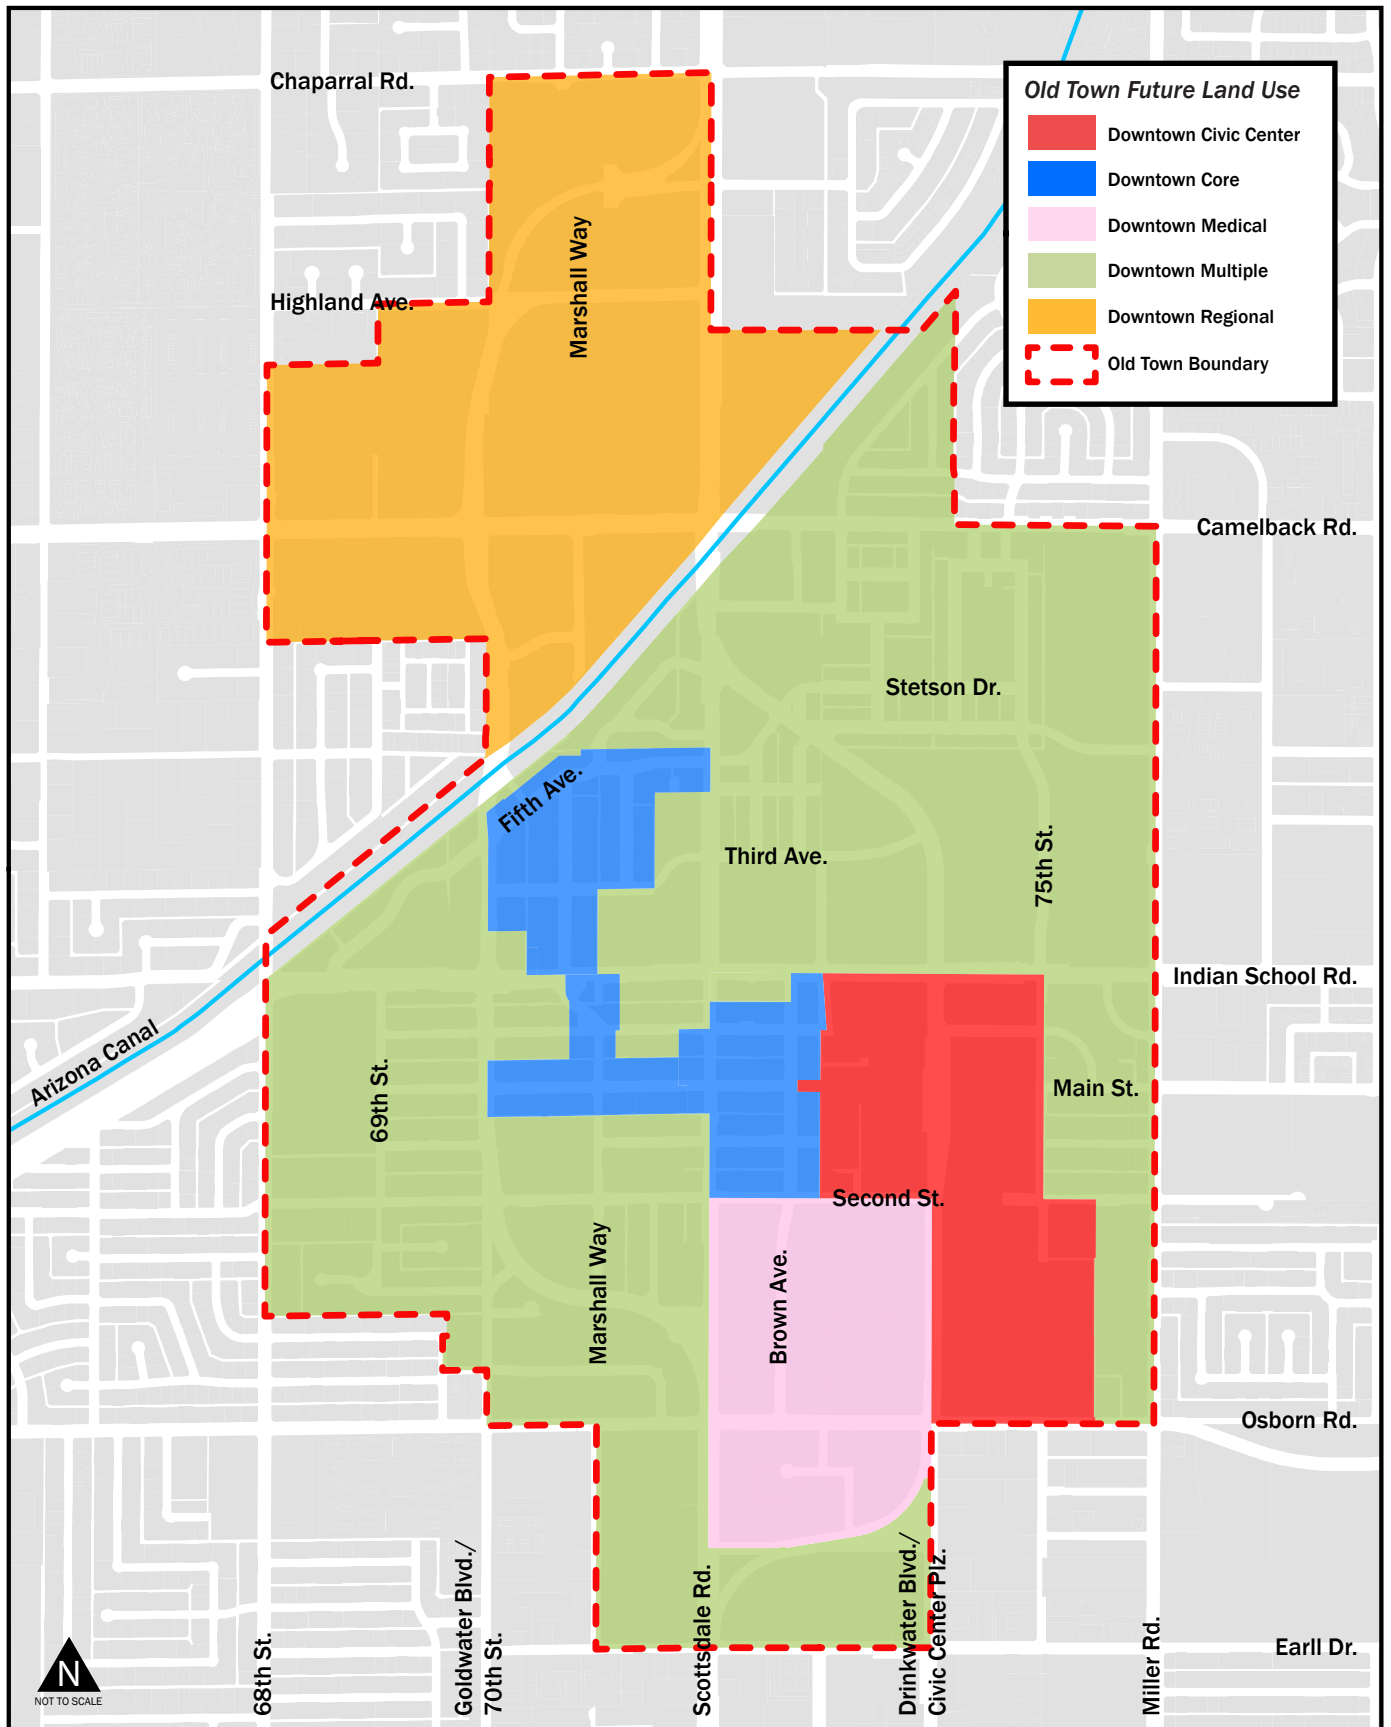 Chaparral Rd.
Old Town Future Land Use
Downtown Civic Center
Downtown Core
Downtown Medical
Downtown Multiple
Downtown Regional
Old Town Boundary
Marshall Way
Highland Ave.
Camelback Rd.
Stetson Dr.
Fifth Ave.
Third Ave.
75th St.
Indian School Rd.
Arizona Canal
69th St.
Main St.
Second St.
Marshall Way
Brown Ave.
Osborn Rd.
Earll Dr.
N
NOT TO SCALE
68th St.
Goldwater Blvd./
70th St.
Scottsdale Rd.
Drinkwater Blvd./
Civic Center Plz.
Miller Rd.